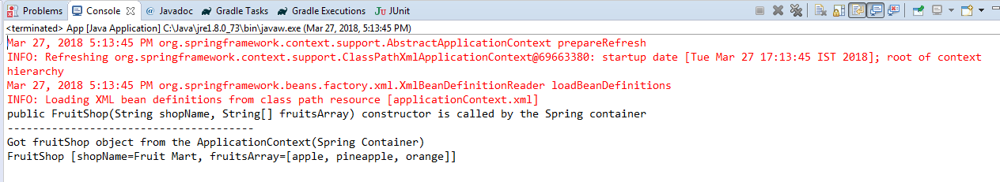 Problems Console @ Javadoc Gradle Tasks Gradle Executions JU JUnit
<terminated> App [Java Application] C:\Java\jre1.8.0_73\bin\javaw.exe (Mar 27, 2018, 5:13:45 PM)
Mar 27, 2018 5:13:45 PM org.springframework.context.support.AbstractApplicationContext prepareRefresh
INFO: Refreshing org.springframework.context.support.ClassPathXmlApplicationContext@69663380: startup date [Tue Mar 27 17:13:45 IST 2018]; root of context
hierarchy
Mar 27, 2018 5:13:45 PM org.springframework.beans.factory.xml.XmlBeanDefinitionReader loadBeanDefinitions
INFO: Loading XML bean definitions from class path resource [applicationContext.xml]
public FruitShop(String shopName, String[] fruitsArray) constructor is called by the Spring container
----------------------------------------
Got fruitShop object from the ApplicationContext(Spring Container)
FruitShop [shopName=Fruit Mart, fruitsArray=[apple, pineapple, orange]]